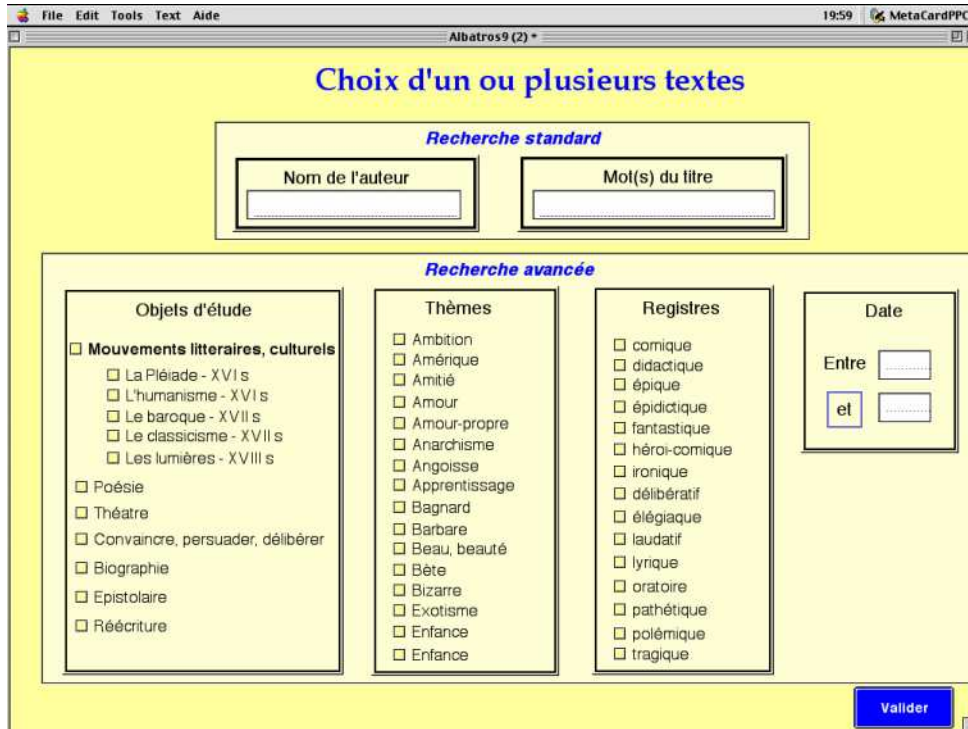 File Edit Tools Text Aide 19:59 MetaCardPPC
Albatros9 (2) *
Choix d'un ou plusieurs textes
Recherche standard
Nom de l'auteur
Mot(s) du titre
Recherche avancée
Objets d'étude
Mouvements litteraires, culturels
La Pléiade - XVI s
L'humanisme - XVI s
Le baroque - XVII s
Le classicisme - XVII s
Les lumières - XVIII s
Poésie
Théatre
Convaincre, persuader, délibérer
Biographie
Epistolaire
Réécriture
Thèmes
Ambition
Amérique
Amitié
Amour
Amour-propre
Anarchisme
Angoisse
Apprentissage
Bagnard
Barbare
Beau, beauté
Bète
Bizarre
Exotisme
Enfance
Enfance
Registres
comique
didactique
épique
épidictique
fantastique
héroi-comique
ironique
délibératif
élégiaque
laudatif
lyrique
oratoire
pathétique
polémique
tragique
Date
Entre
et
Valider